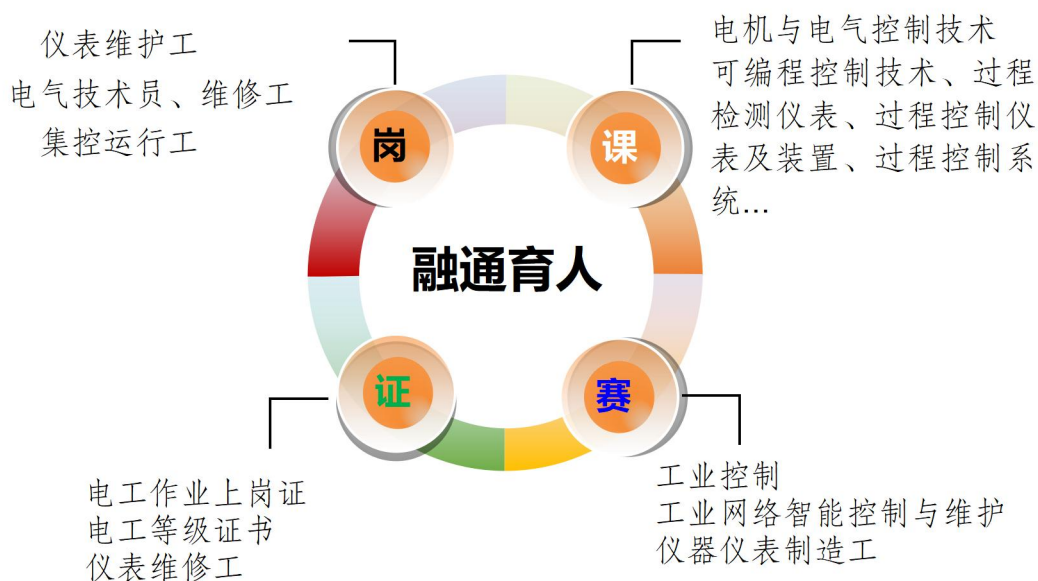 仪表维护工
电气技术员、维修工
集控运行工
岗
课
电机与电气控制技术
可编程控制技术、过程
检测仪表、过程控制仪
表及装置、过程控制系
统...
融通育人
证
赛
电工作业上岗证
电工等级证书
仪表维修工
工业控制
工业网络智能控制与维护
仪器仪表制造工